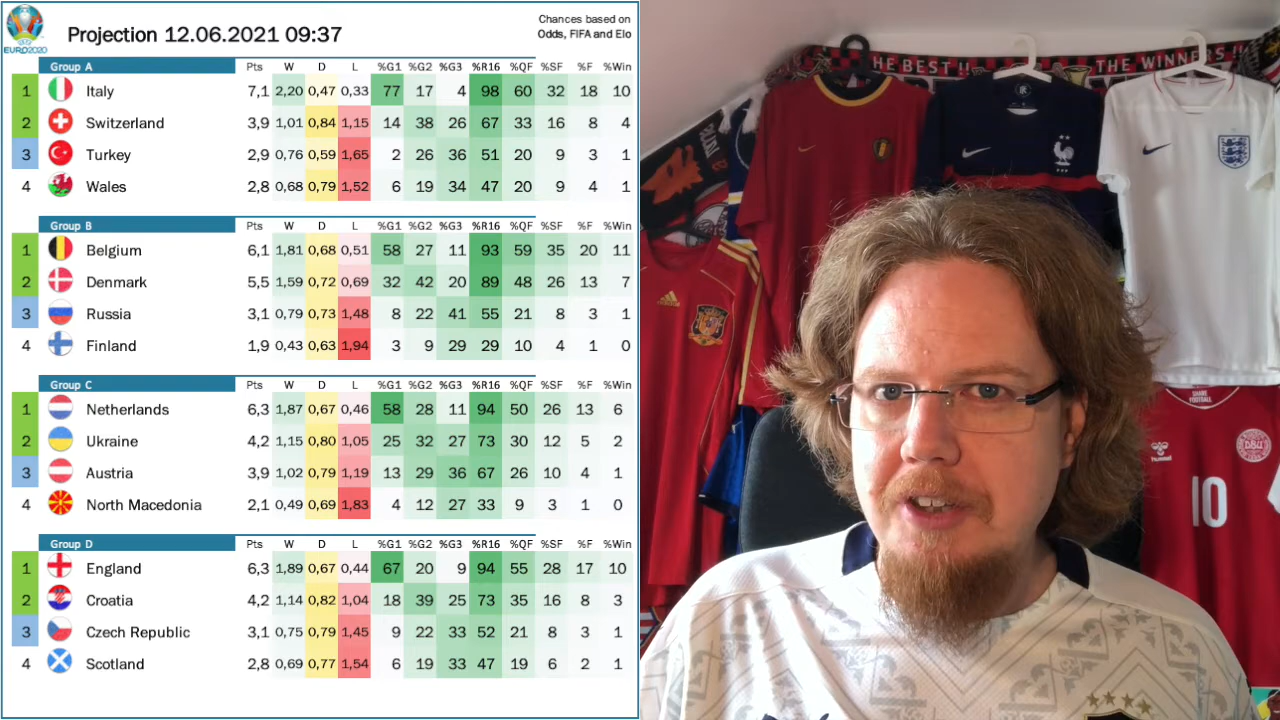 EURO2020
Projection 12.06.2021 09:37
Chances based on
Odds, FIFA and Elo
Group A Pts W D L %G1 %G2 %G3 %R16 %QF %SF %F %Win
1 Italy 7,1 2,20 0,47 0,33 77 17 4 98 60 32 18 10
2 Switzerland 3,9 1,01 0,84 1,15 14 38 26 67 33 16 8 4
3 Turkey 2,9 0,76 0,59 1,65 2 26 36 51 20 9 3 1
4 Wales 2,8 0,68 0,79 1,52 6 19 34 47 20 9 4 1
Group B Pts W D L %G1 %G2 %G3 %R16 %QF %SF %F %Win
1 Belgium 6,1 1,81 0,68 0,51 58 27 11 93 59 35 20 11
2 Denmark 5,5 1,59 0,72 0,69 32 42 20 89 48 26 13 7
3 Russia 3,1 0,79 0,73 1,48 8 22 41 55 21 8 3 1
4 Finland 1,9 0,43 0,63 1,94 3 9 29 29 10 4 1 0
Group C Pts W D L %G1 %G2 %G3 %R16 %QF %SF %F %Win
1 Netherlands 6,3 1,87 0,67 0,46 58 28 11 94 50 26 13 6
2 Ukraine 4,2 1,15 0,80 1,05 25 32 27 73 30 12 5 2
3 Austria 3,9 1,02 0,79 1,19 13 29 36 67 26 10 4 1
4 North Macedonia 2,1 0,49 0,69 1,83 4 12 27 33 9 3 1 0
Group D Pts W D L %G1 %G2 %G3 %R16 %QF %SF %F %Win
1 England 6,3 1,89 0,67 0,44 67 20 9 94 55 28 17 10
2 Croatia 4,2 1,14 0,82 1,04 18 39 25 73 35 16 8 3
3 Czech Republic 3,1 0,75 0,79 1,45 9 22 33 52 21 8 3 1
4 Scotland 2,8 0,69 0,77 1,54 6 19 33 47 19 6 2 1
HE BEST !!
THE WINNERS !!
SHARE
FOOTBALL
hummel
DBU
10